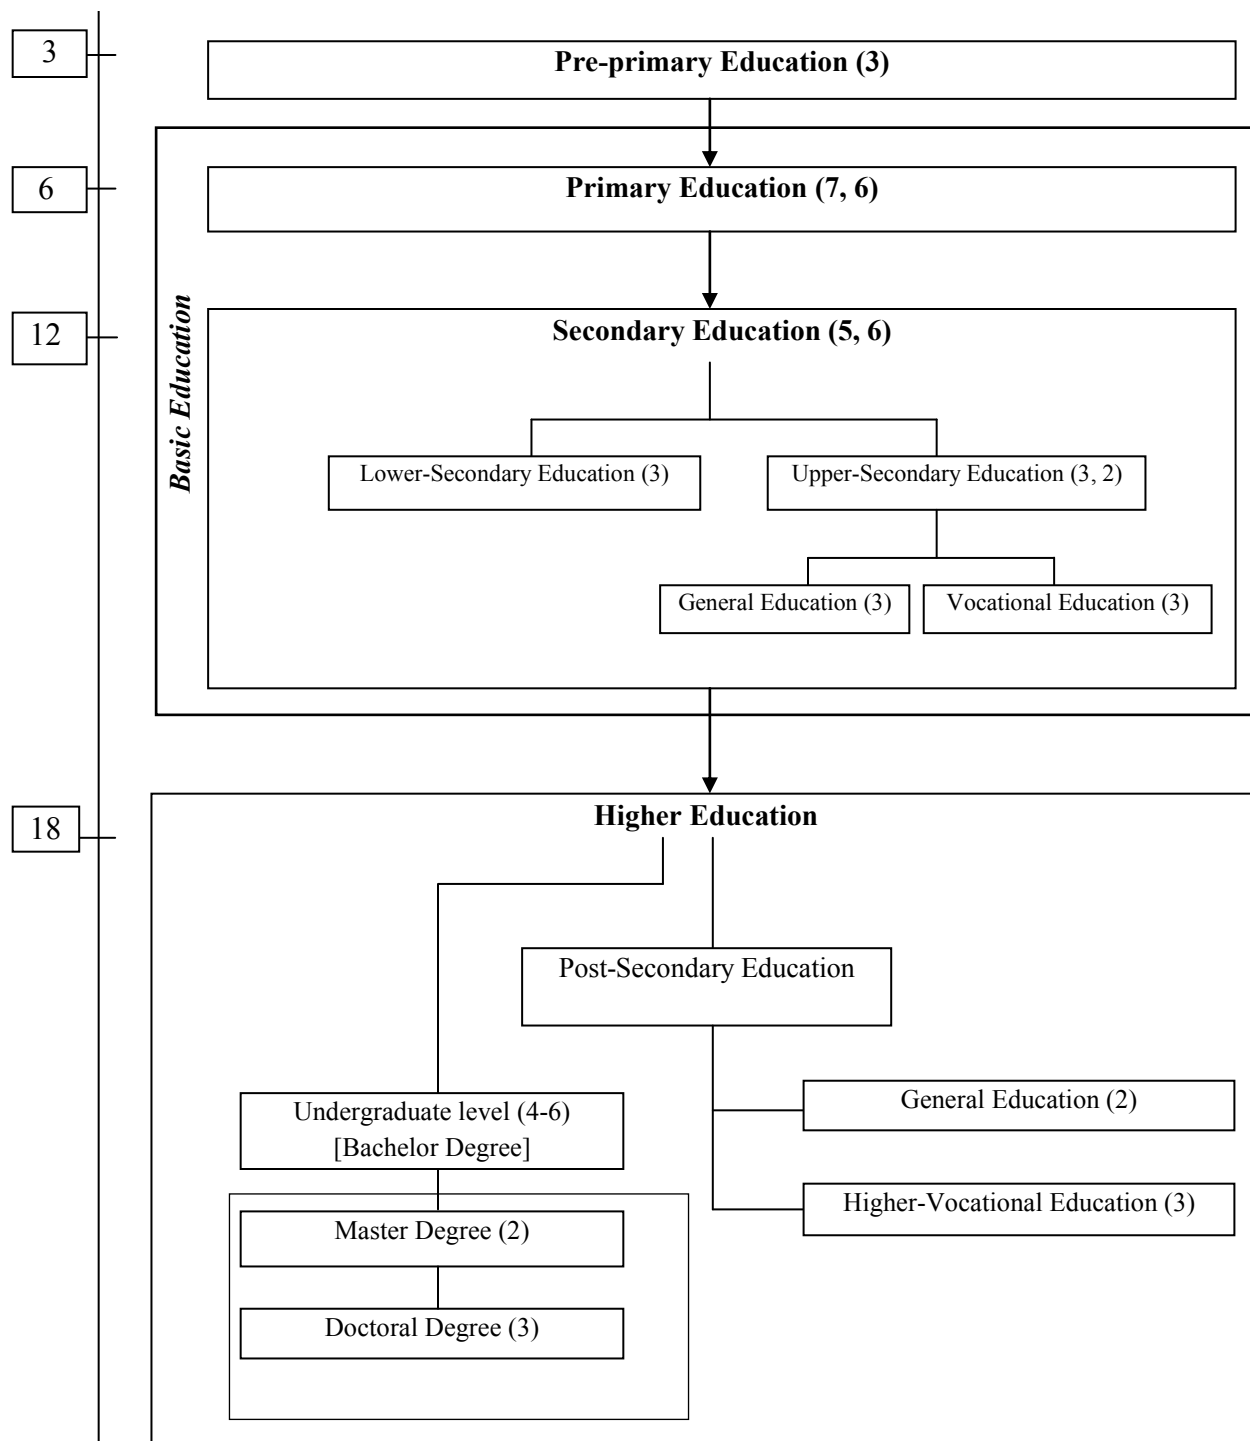 3
Pre-primary Education (3)
6
Primary Education (7, 6)
Basic Education
12
Secondary Education (5, 6)
Lower-Secondary Education (3)
Upper-Secondary Education (3, 2)
General Education (3)
Vocational Education (3)
18
Higher Education
Post-Secondary Education
Undergraduate level (4-6)
[Bachelor Degree]
General Education (2)
Higher-Vocational Education (3)
Master Degree (2)
Doctoral Degree (3)